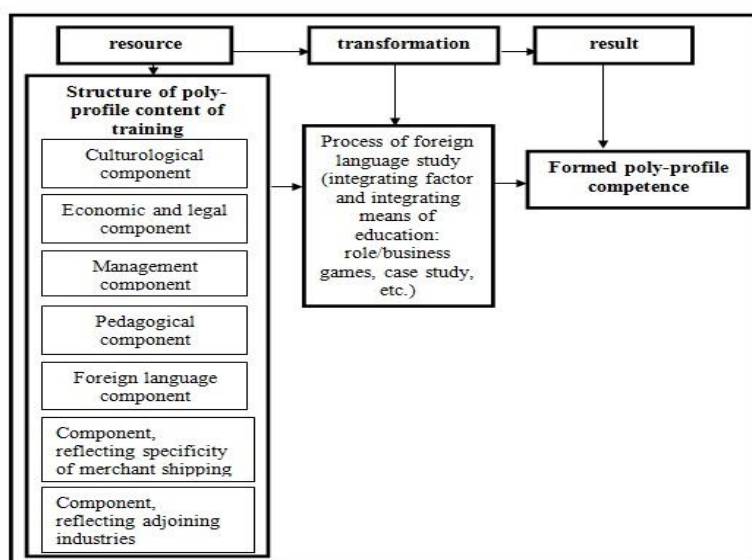 resource
transformation
result
Structure of poly-
profile content of
training
Culturological
component
Economic and legal
component
Management
component
Pedagogical
component
Foreign language
component
Component,
reflecting specificity
of merchant shipping
Component,
reflecting adjoining
industries
Process of foreign
language study
(integrating factor
and integrating
means of
education:
role/business
games, case study,
etc.)
Formed poly-profile
competence